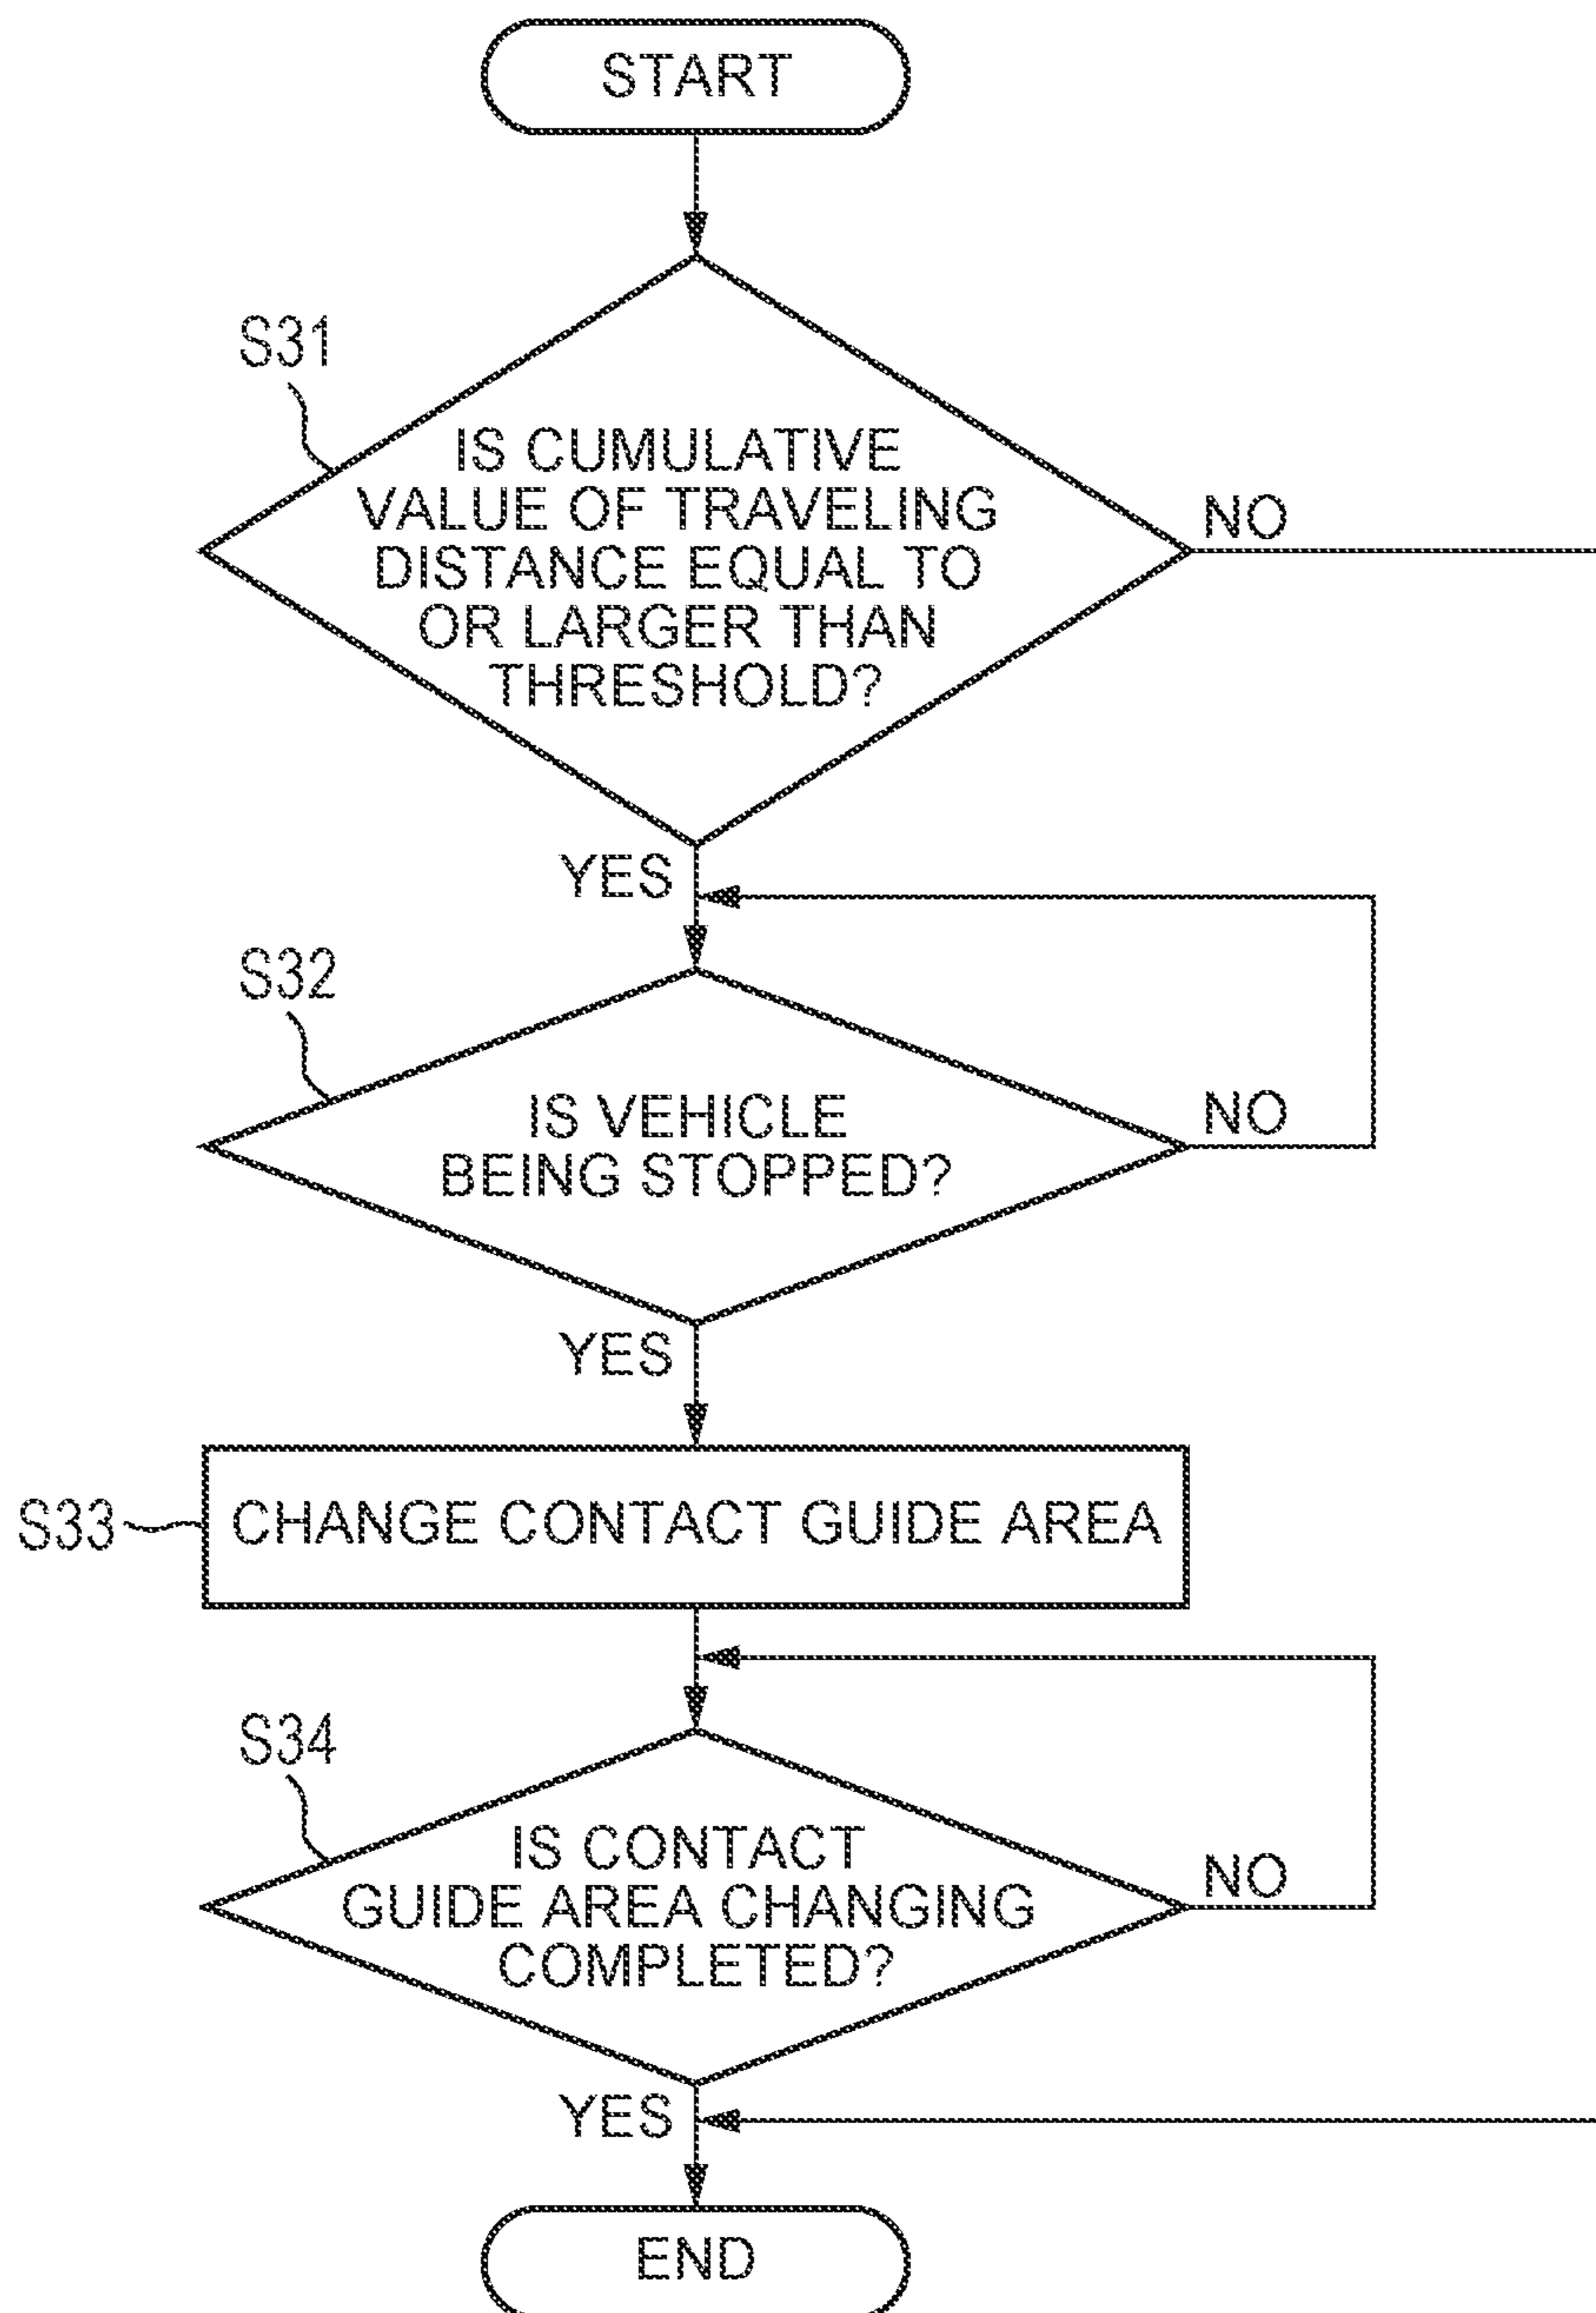 START
S31
IS CUMULATIVE
VALUE OF TRAVELING
DISTANCE EQUAL TO
OR LARGER THAN
THRESHOLD?
NO
YES
S32
IS VEHICLE
BEING STOPPED?
NO
YES
S33
CHANGE CONTACT GUIDE AREA
S34
IS CONTACT
GUIDE AREA CHANGING
COMPLETED?
NO
YES
END